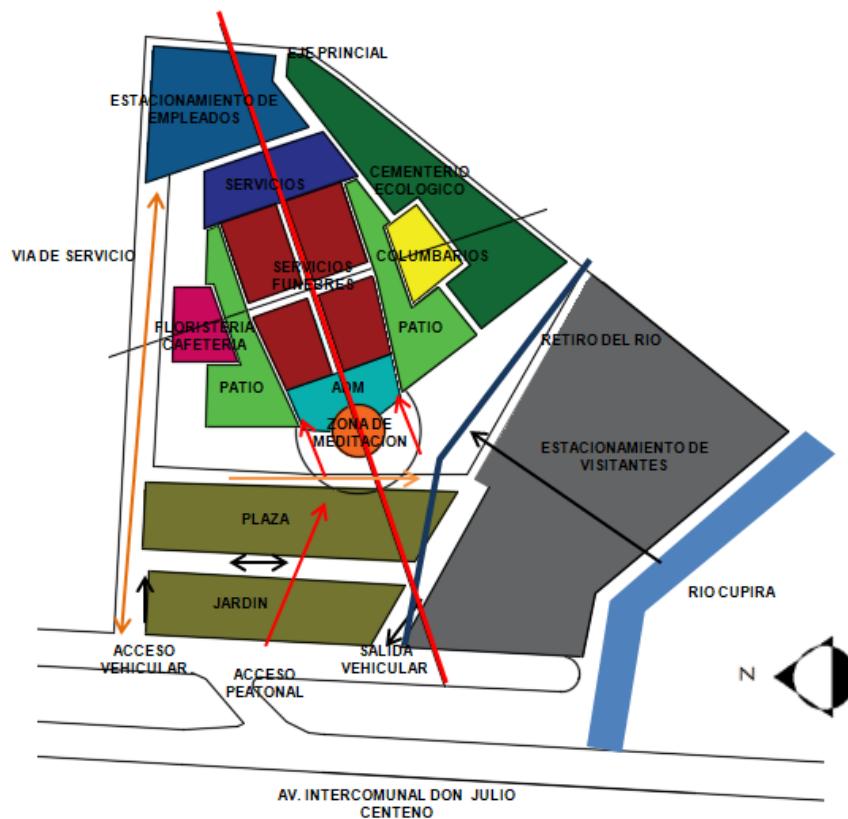 EJE PRINCIAL
ESTACIONAMIENTO DE
EMPLEADOS
SERVICIOS
CEMENTERIO
ECOLOGICO
VIA DE SERVICIO
COLUMBARIOS
SERVICIOS
FUNEBRES
FLORISTERIA
CAFETERIA
PATIO
RETIRO DEL RIO
PATIO
ADM
ZONA DE
MEDITACION
ESTACIONAMIENTO DE
VISITANTES
PLAZA
RIO CUPIRA
JARDIN
ACCESO
VEHICULAR
ACCESO
PEATONAL
SALIDA
VEHICULAR
N
AV. INTERCOMUNAL DON JULIO
CENTENO